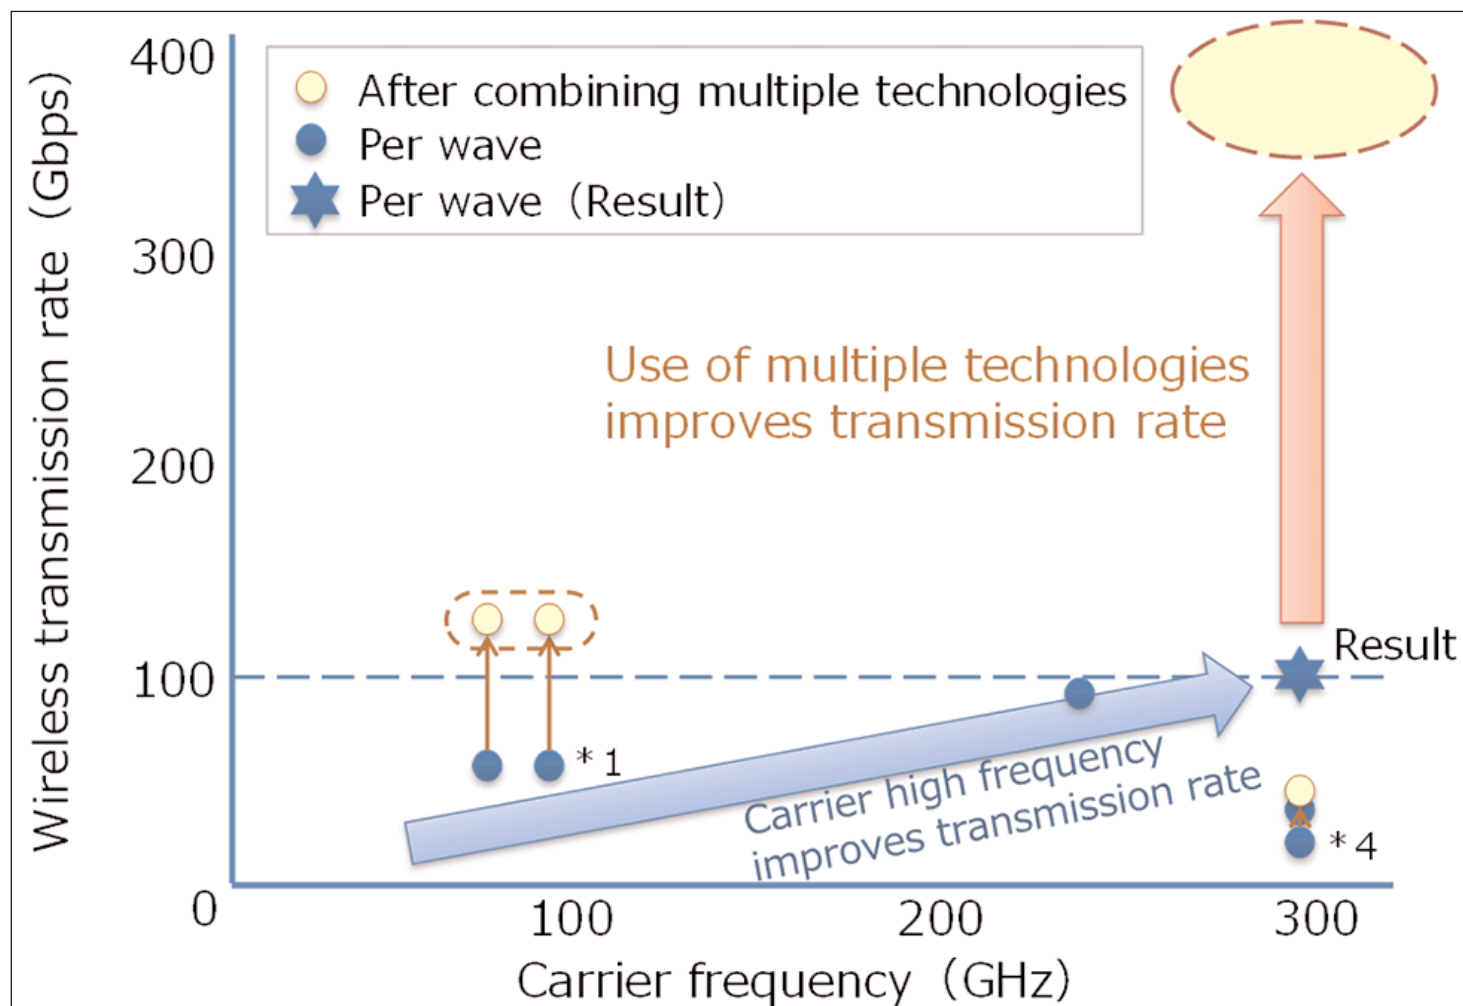 Wireless transmission rate (Gbps)
400
300
200
100
0
After combining multiple technologies
Per wave
Per wave (Result)
Use of multiple technologies
improves transmission rate
Result
*1
Carrier high frequency
improves transmission rate
*4
100
200
300
Carrier frequency (GHz)